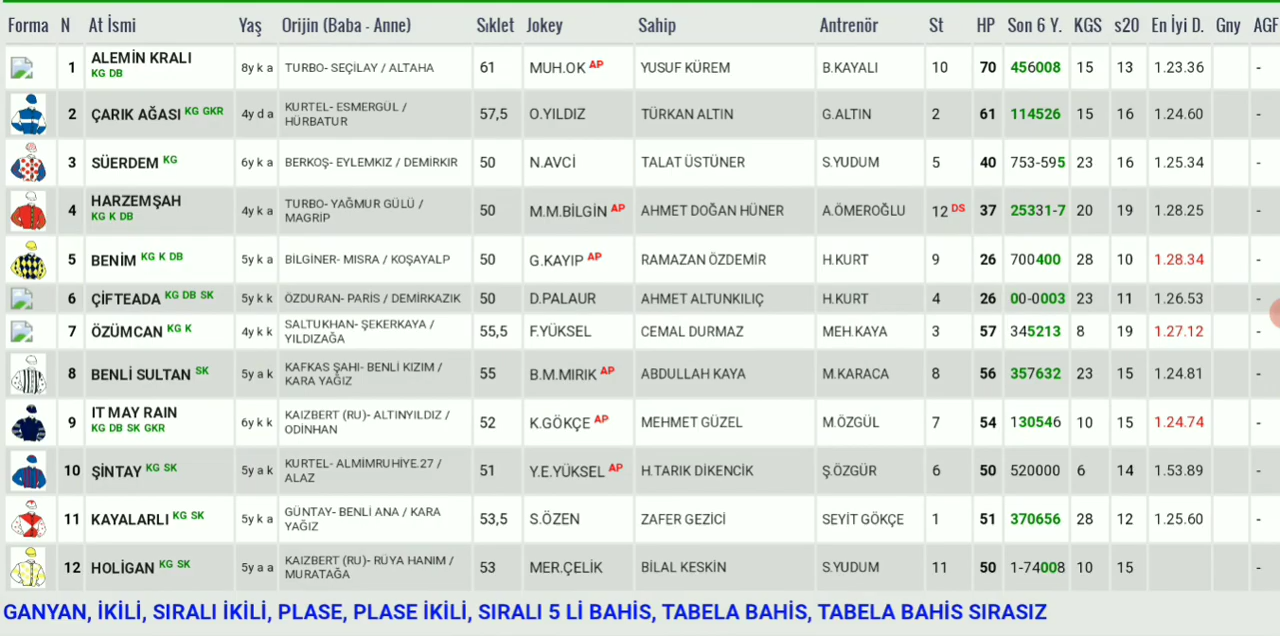 Forma N At İsmi Yaş Orijin (Baba - Anne) Sıklet Jokey Sahip Antrenör St HP Son 6 Y. KGS s20 En İyi D. Gny AGF
1 ALEMİN KRALI KG DB 8y k a TURBO- SEÇİLAY / ALTAHA 61 MUH.OK AP YUSUF KÜREM B.KAYALI 10 70 456008 15 13 1.23.36 -
2 ÇARIK AĞASI KG GKR 4y d a KURTEL- ESMERGÜL / HÜRBATUR 57,5 O.YILDIZ TÜRKAN ALTIN G.ALTIN 2 61 114526 15 16 1.24.60 -
3 SÜERDEM KG 6y k a BERKOŞ- EYLEMKIZ / DEMİRKIR 50 N.AVCİ TALAT ÜSTÜNER S.YUDUM 5 40 753-595 23 16 1.25.34 -
4 HARZEMŞAH KG K DB 4y k a TURBO- YAĞMUR GÜLÜ / MAGRİP 50 M.M.BİLGİN AP AHMET DOĞAN HÜNER A.ÖMEROĞLU 12 DS 37 25331-7 20 19 1.28.25 -
5 BENİM KG K DB 5y k a BİLGİNER- MISRA / KOŞAYALP 50 G.KAYIP AP RAMAZAN ÖZDEMİR H.KURT 9 26 700400 28 10 1.28.34 -
6 ÇİFTEADA KG DB SK 5y k k ÖZDURAN- PARİS / DEMİRKAZIK 50 D.PALAUR AHMET ALTUNKILIÇ H.KURT 4 26 00-0003 23 11 1.26.53 -
7 ÖZÜMCAN KG K 4y k k SALTUKHAN- ŞEKERKAYA / YILDIZAĞA 55,5 F.YÜKSEL CEMAL DURMAZ MEH.KAYA 3 57 345213 8 19 1.27.12 -
8 BENLİ SULTAN SK 5y a k KAFKAS ŞAHI- BENLİ KIZIM / KARA YAĞIZ 55 B.M.MIRIK AP ABDULLAH KAYA M.KARACA 8 56 357632 23 15 1.24.81 -
9 IT MAY RAIN KG DB SK GKR 6y k k KAIZBERT (RU)- ALTINYILDIZ / ODİNHAN 52 K.GÖKÇE AP MEHMET GÜZEL M.ÖZGÜL 7 54 130546 10 15 1.24.74 -
10 ŞİNTAY KG SK 5y a k KURTEL- ALMİMRUHİYE.27 / ALAZ 51 Y.E.YÜKSEL AP H.TARIK DİKENCİK Ş.ÖZGÜR 6 50 520000 6 14 1.53.89 -
11 KAYALARLI KG SK 5y k a GÜNTAY- BENLİ ANA / KARA YAĞIZ 53,5 S.ÖZEN ZAFER GEZİCİ SEYİT GÖKÇE 1 51 370656 28 12 1.25.60 -
12 HOLİGAN KG SK 5y a a KAIZBERT (RU)- RÜYA HANIM / MURATAĞA 53 MER.ÇELİK BİLAL KESKİN S.YUDUM 11 50 1-74008 10 15 -
GANYAN, İKİLİ, SIRALI İKİLİ, PLASE, PLASE İKİLİ, SIRALI 5 Lİ BAHİS, TABELA BAHİS, TABELA BAHİS SIRASIZ